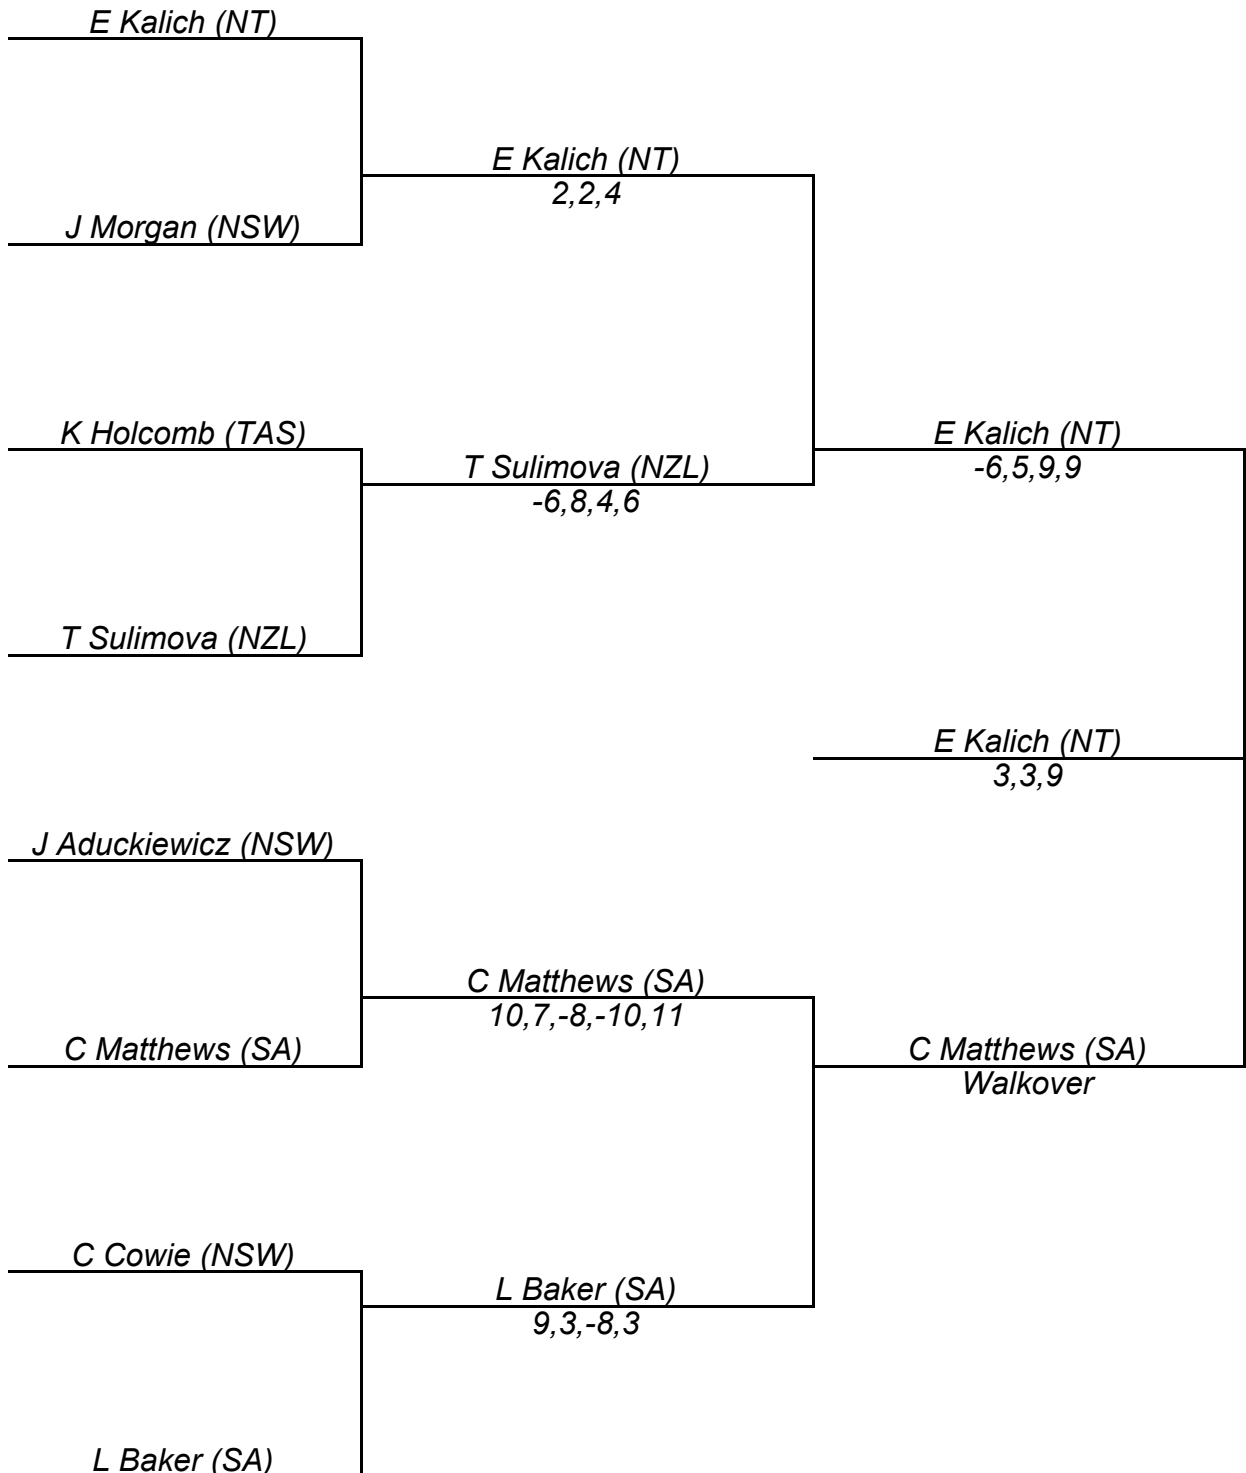 E Kalich (NT)
E Kalich (NT)
2,2,4
J Morgan (NSW)
K Holcomb (TAS)
E Kalich (NT)
-6,5,9,9
T Sulimova (NZL)
-6,8,4,6
T Sulimova (NZL)
E Kalich (NT)
3,3,9
J Aduckiewicz (NSW)
C Matthews (SA)
10,7,-8,-10,11
C Matthews (SA)
C Matthews (SA)
Walkover
C Cowie (NSW)
L Baker (SA)
9,3,-8,3
L Baker (SA)